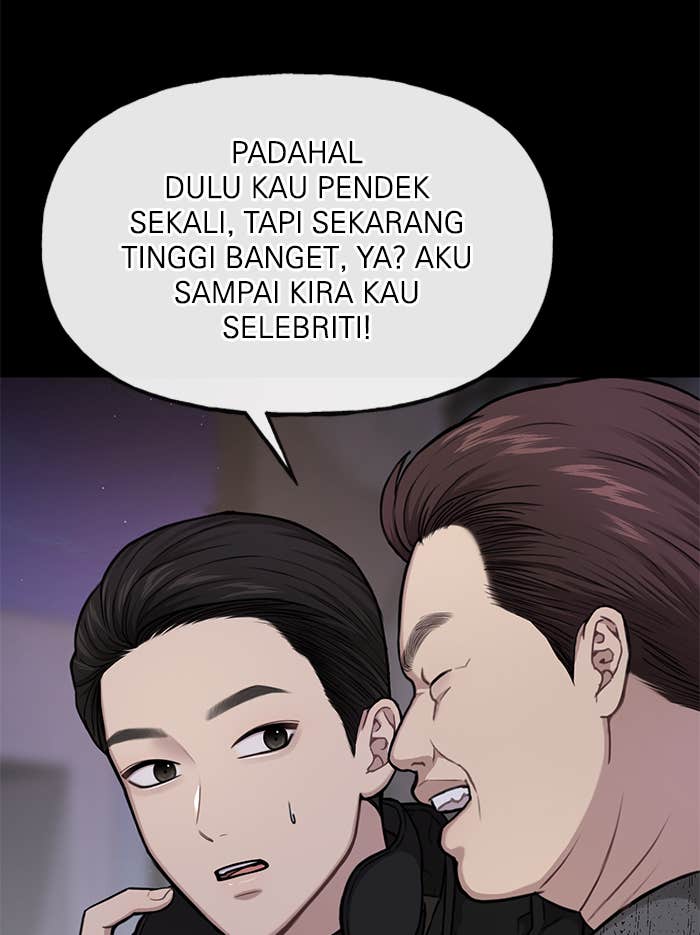 PADAHAL
DULU KAU PENDEK
SEKALI, TAPI SEKARANG
TINGGI BANGET, YA? AKU
SAMPAI KIRA KAU
SELEBRITI!